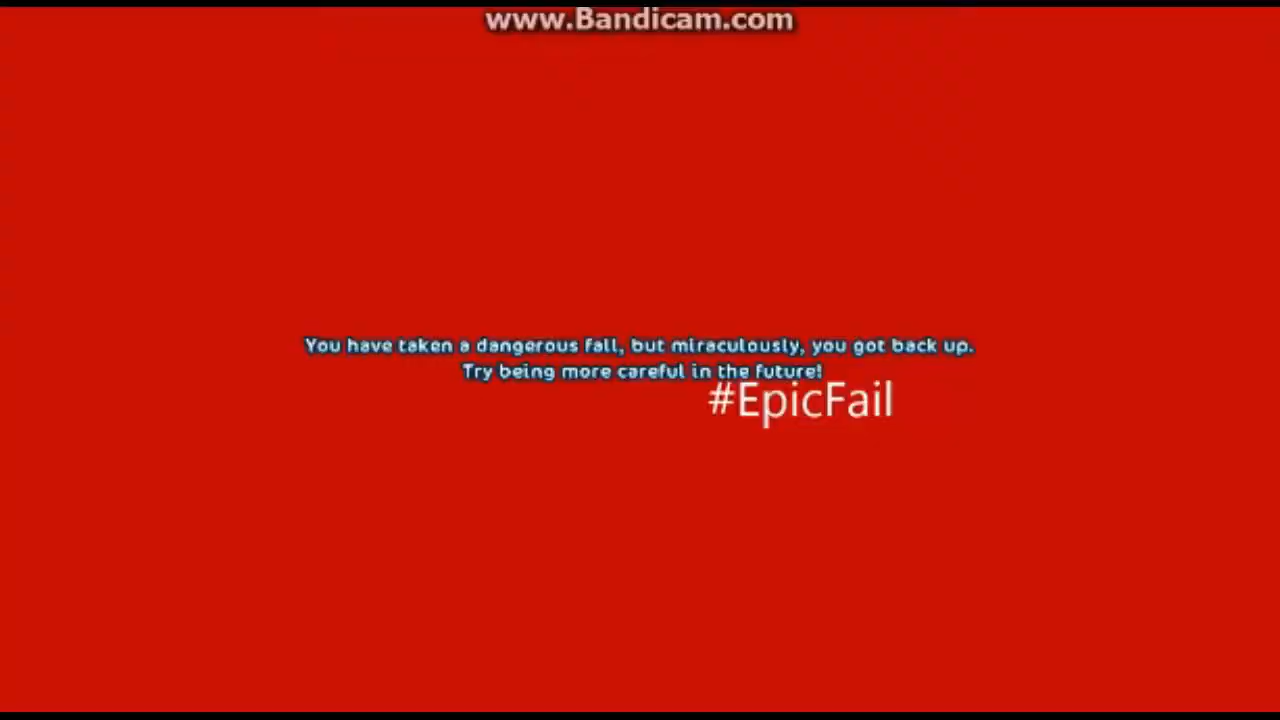 www.Bandicam.com
You have taken a dangerous fall, but miraculously, you got back up.
Try being more careful in the future!
#EpicFail